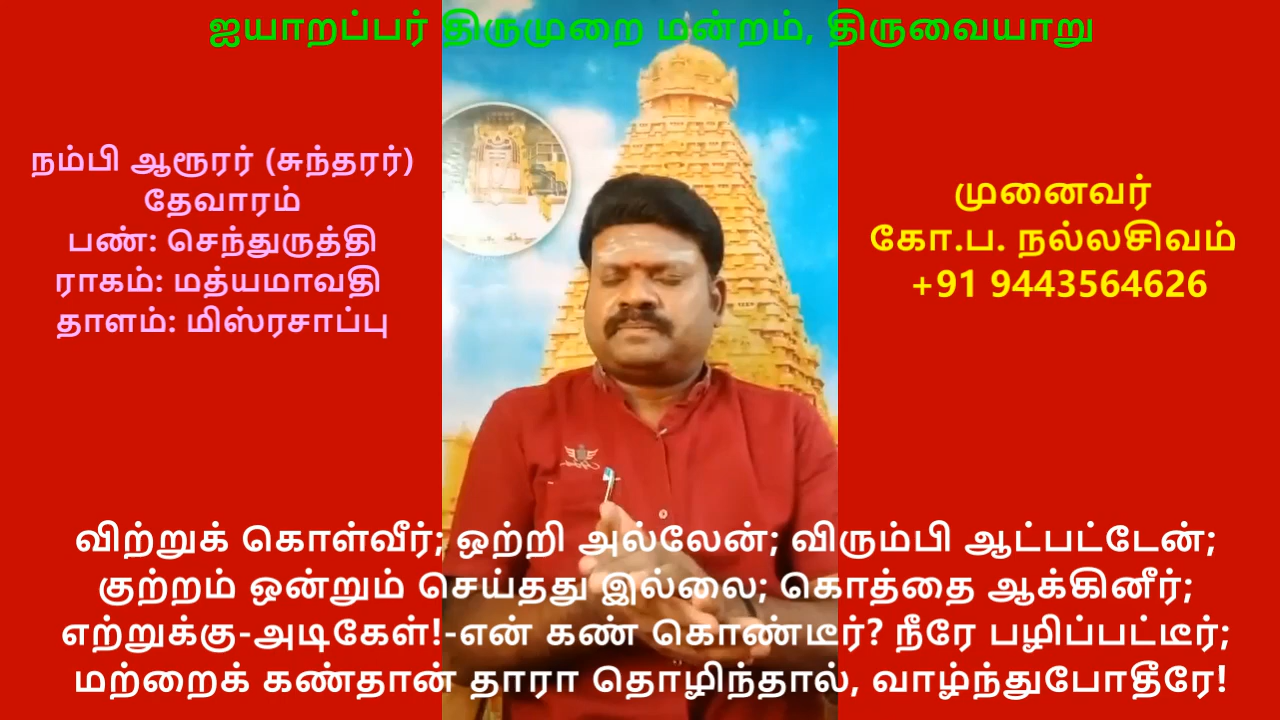 ஐயாறப்பர் திருமுறை மன்றம், திருவையாறு
நம்பி ஆரூரர் (சுந்தரர்)
தேவாரம்
பண்: செந்துருத்தி
ராகம்: மத்யமாவதி
தாளம்: மிஸ்ரசாப்பு
முனைவர்
கோ.ப. நல்லசிவம்
+91 9443564626
விற்றுக் கொள்வீர்; ஒற்றி அல்லேன்; விரும்பி ஆட்பட்டேன்;
குற்றம் ஒன்றும் செய்தது இல்லை; கொத்தை ஆக்கினீர்;
எற்றுக்கு-அடிகேள்!-என் கண் கொண்டீர்? நீரே பழிப்பட்டீர்;
மற்றைக் கண்தான் தாரா தொழிந்தால், வாழ்ந்துபோதீரே!